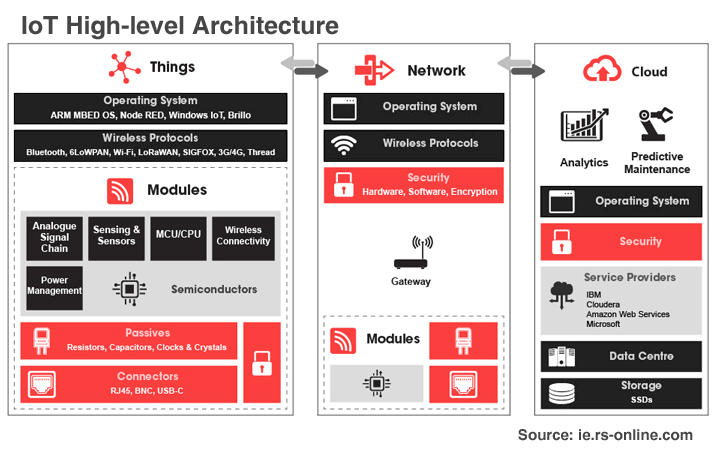 IoT High-level Architecture
Things
Operating System
ARM MBED OS, Node RED, Windows IoT, Brillo
Wireless Protocols
Bluetooth, 6LoWPAN, Wi-Fi, LoRaWAN, SIGFOX, 3G/4G, Thread
Modules
Analogue
Signal
Chain
Sensing &
Sensors
MCU/CPU
Wireless
Connectivity
Power
Management
Semiconductors
Passives
Resistors, Capacitors, Clocks & Crystals
Connectors
RJ45, BNC, USB-C
Network
Operating System
Wireless Protocols
Security
Hardware, Software, Encryption
Gateway
Modules
Cloud
Analytics
Predictive
Maintenance
Operating System
Security
Service Providers
IBM
Cloudera
Amazon Web Services
Microsoft
Data Centre
Storage
SSDs
Source: ie.rs-online.com